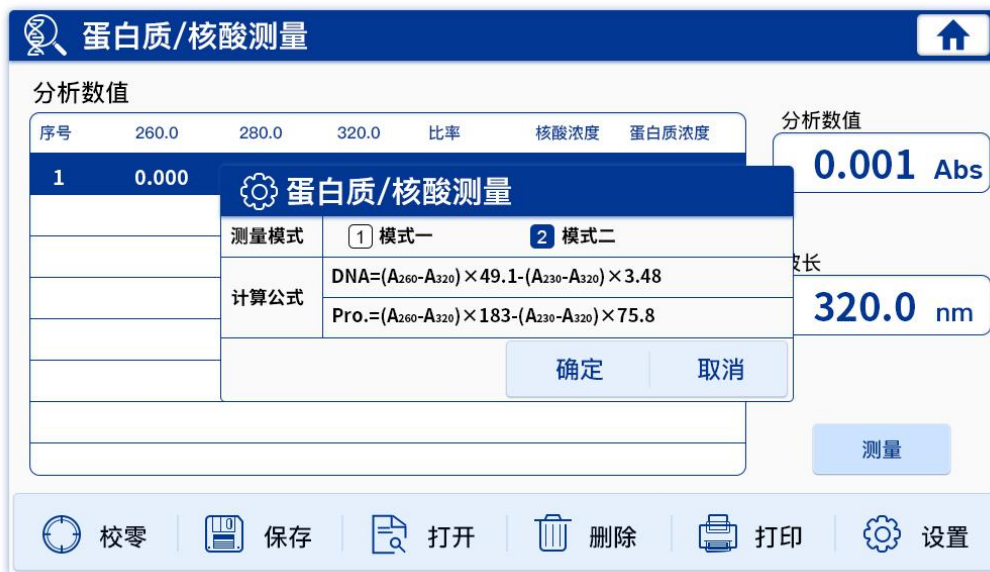 蛋白质/核酸测量
分析数值
序号 260.0 280.0 320.0 比率 核酸浓度 蛋白质浓度
1 0.000
分析数值
0.001 Abs
蛋白质/核酸测量
测量模式 1 模式一 2 模式二
计算公式
DNA=(A260-A320)×49.1-(A230-A320)×3.48
Pro.=(A260-A320)×183-(A230-A320)×75.8
确定 取消
波长
320.0 nm
测量
校零 保存 打开 删除 打印 设置